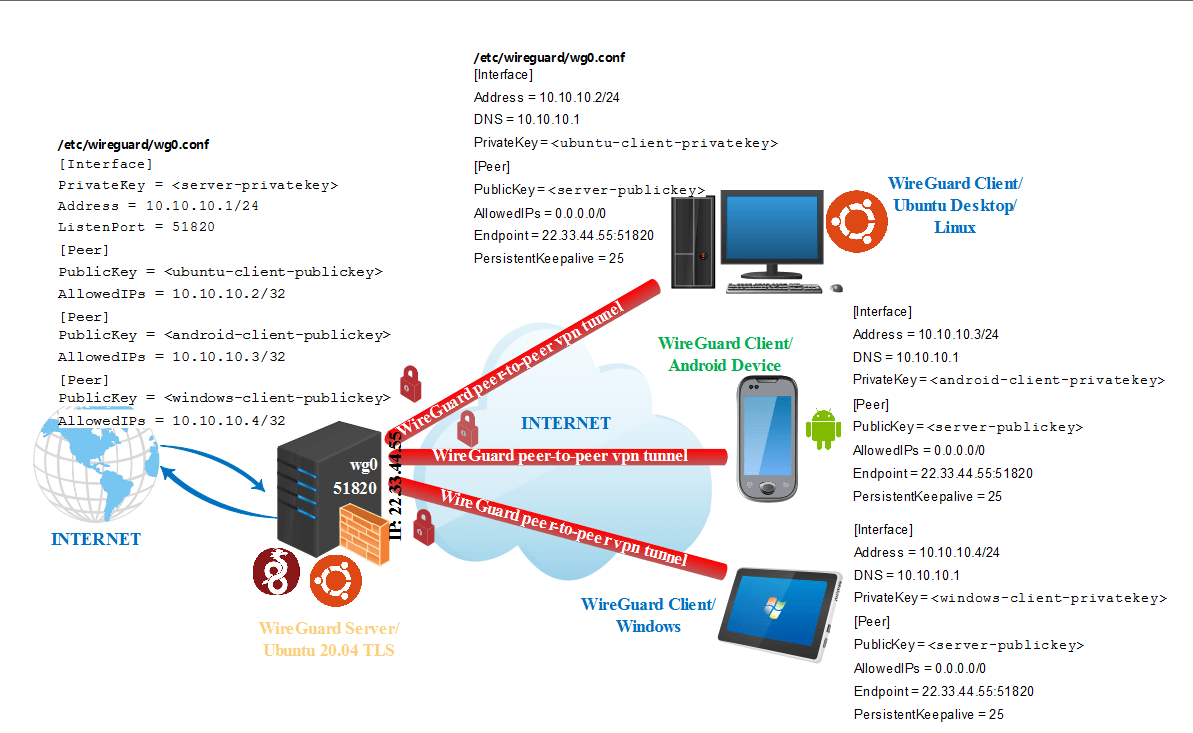 /etc/wireguard/wg0.conf
[Interface]
Address = 10.10.10.2/24
DNS = 10.10.10.1
PrivateKey = <ubuntu-client-privatekey>
[Peer]
PublicKey = <server-publickey>
AllowedIPs = 0.0.0.0/0
Endpoint = 22.33.44.55:51820
PersistentKeepalive = 25
/etc/wireguard/wg0.conf
[Interface]
PrivateKey = <server-privatekey>
Address = 10.10.10.1/24
ListenPort = 51820
[Peer]
PublicKey = <ubuntu-client-publickey>
AllowedIPs = 10.10.10.2/32
[Peer]
PublicKey = <android-client-publickey>
AllowedIPs = 10.10.10.3/32
[Peer]
PublicKey = <windows-client-publickey>
AllowedIPs = 10.10.10.4/32
WireGuard Client/
Ubuntu Desktop/
Linux
WireGuard peer-to-peer vpn tunnel
WireGuard Client/
Android Device
[Interface]
Address = 10.10.10.3/24
DNS = 10.10.10.1
PrivateKey = <android-client-privatekey>
[Peer]
PublicKey = <server-publickey>
AllowedIPs = 0.0.0.0/0
Endpoint = 22.33.44.55:51820
PersistentKeepalive = 25
INTERNET
WireGuard peer-to-peer vpn tunnel
wg0
51820
IP: 22.33.44.55
WireGuard peer-to-peer vpn tunnel
INTERNET
[Interface]
Address = 10.10.10.4/24
DNS = 10.10.10.1
PrivateKey = <windows-client-privatekey>
[Peer]
PublicKey = <server-publickey>
AllowedIPs = 0.0.0.0/0
Endpoint = 22.33.44.55:51820
PersistentKeepalive = 25
WireGuard Client/
Windows
WireGuard Server/
Ubuntu 20.04 TLS